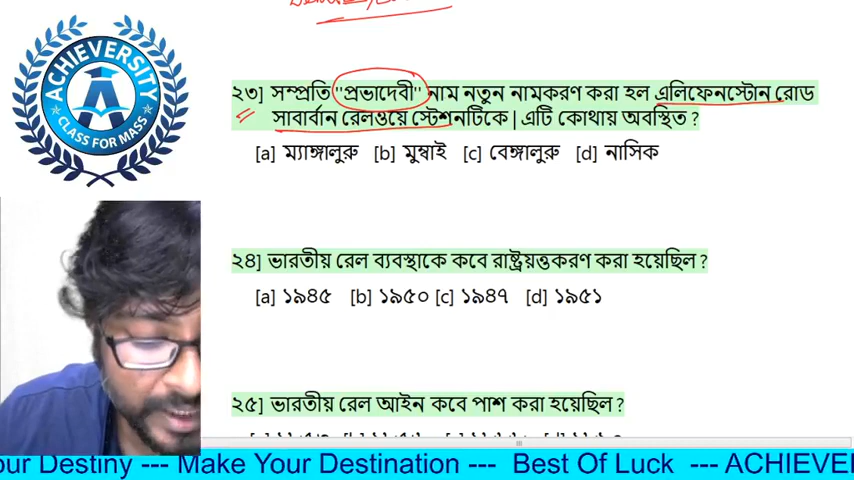 ACHIEVERSITY
CLASS FOR MASS
২৩] সম্প্রতি "প্রভাদেবী" নাম নতুন নামকরণ করা হল এলিফেনস্টোন রোড
সাবার্বান রেলওয়ে স্টেশনটিকে | এটি কোথায় অবস্থিত ?
[a] ম্যাঙ্গালুরু [b] মুম্বাই [c] বেঙ্গালুরু [d] নাসিক
২৪] ভারতীয় রেল ব্যবস্থাকে কবে রাষ্ট্রয়ত্তকরণ করা হয়েছিল ?
[a] ১৯৪৫ [b] ১৯৫০ [c] ১৯৪৭ [d] ১৯৫১
২৫] ভারতীয় রেল আইন কবে পাশ করা হয়েছিল ?
our Destiny --- Make Your Destination --- Best Of Luck --- ACHIEVE